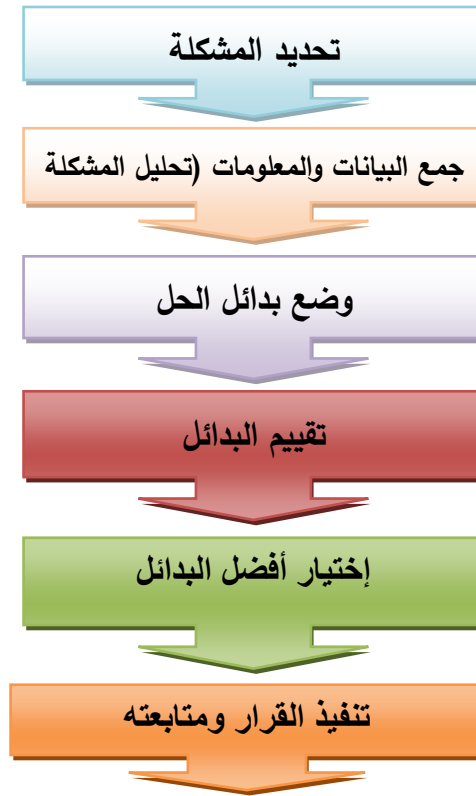 تحديد المشكلة
جمع البيانات والمعلومات (تحليل المشكلة
وضع بدائل الحل
تقييم البدائل
إختيار أفضل البدائل
تنفيذ القرار ومتابعته